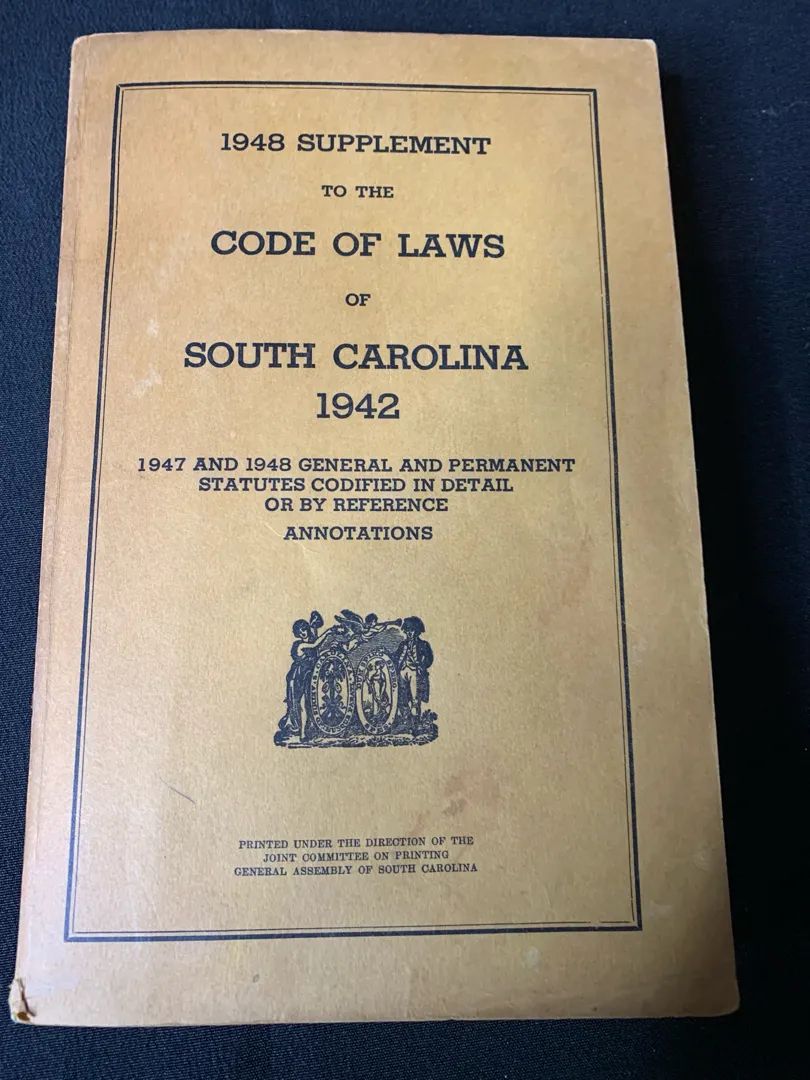 1948 SUPPLEMENT
TO THE
CODE OF LAWS
OF
SOUTH CAROLINA
1942
1947 AND 1948 GENERAL AND PERMANENT
STATUTES CODIFIED IN DETAIL
OR BY REFERENCE
ANNOTATIONS
PRINTED UNDER THE DIRECTION OF THE
JOINT COMMITTEE ON PRINTING
GENERAL ASSEMBLY OF SOUTH CAROLINA